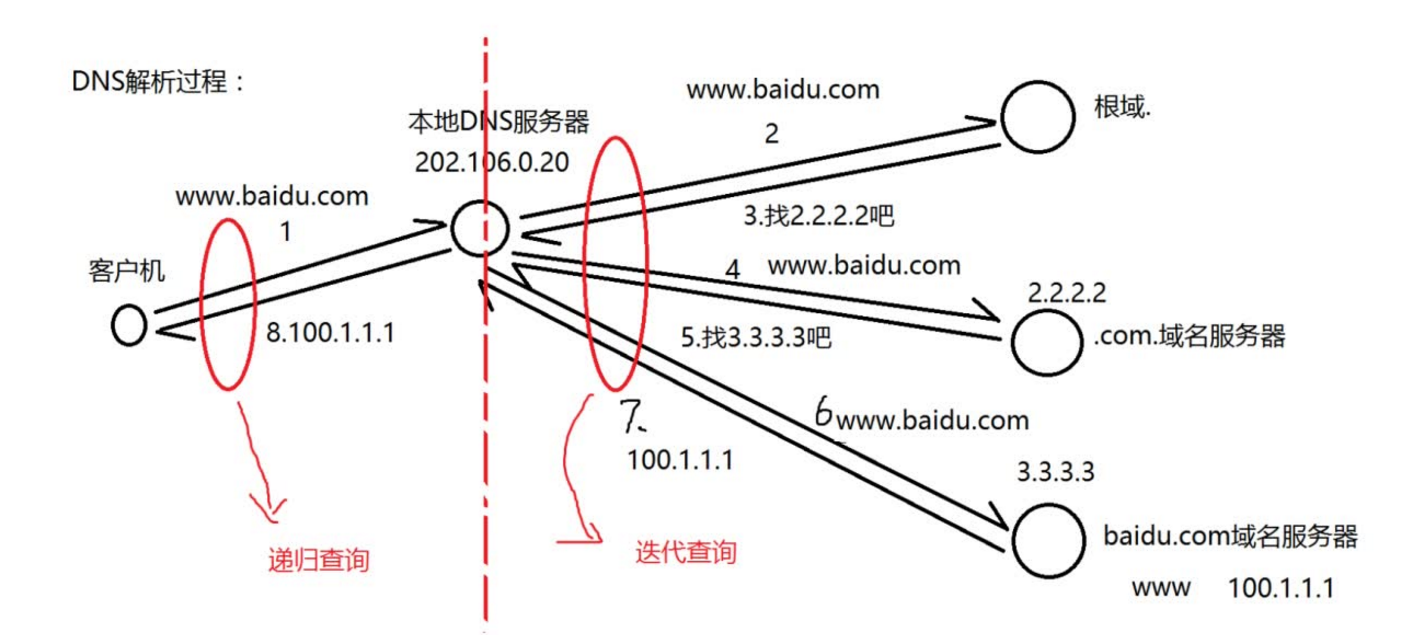 DNS解析过程：
www.baidu.com
2
根域.
本地DNS服务器
202.106.0.20
www.baidu.com
1
3.找2.2.2.2吧
客户机
4 www.baidu.com
2.2.2.2
8.100.1.1.1
5.找3.3.3.3吧
.com.域名服务器
7.
100.1.1.1
6 www.baidu.com
3.3.3.3
递归查询
迭代查询
baidu.com域名服务器
www 100.1.1.1